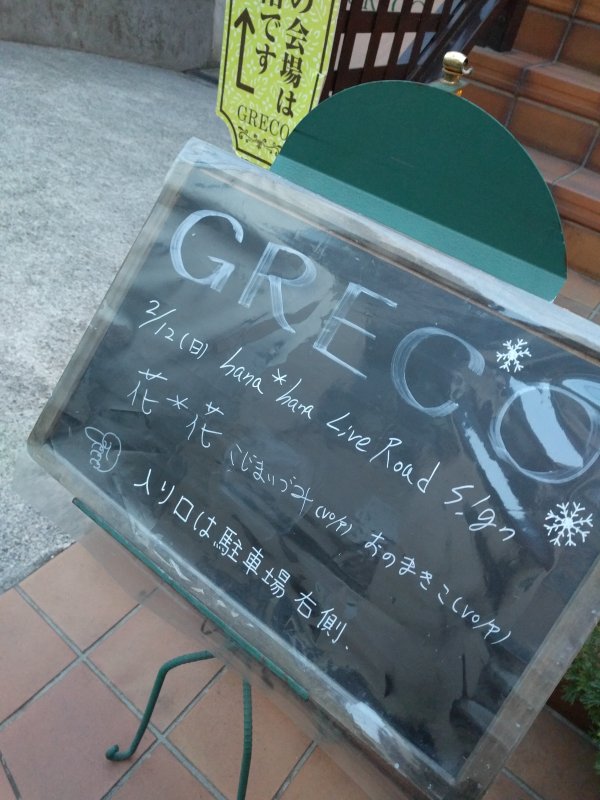 の会場は
です
GRECO
GRECO
2/12(日) hana*hana Live Road Sign
花*花 こじまいづみ(vo/P) おのまきこ(vo/P)
入り口は駐車場右側.